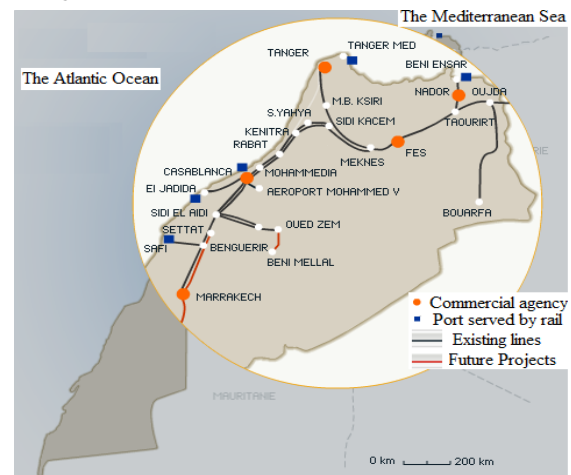 The Mediterranean Sea
The Atlantic Ocean
TANGER
TANGER MED
BENI ENSAR
NADOR
OUJDA
M.B. KSIRI
S.YAHYA
SIDI KACEM
TAOURIRT
KENITRA
RABAT
FES
MEKNES
CASABLANCA
MOHAMMEDIA
EI JADIDA
AEROPORT MOHAMMED V
BOUARFA
SIDI EL AIDI
SETTAT
OUED ZEM
SAFI
BENGUERIR
BENI MELLAL
MARRAKECH
Commercial agency
Port served by rail
Existing lines
Future Projects
MAURITANIE
0 km
200 km